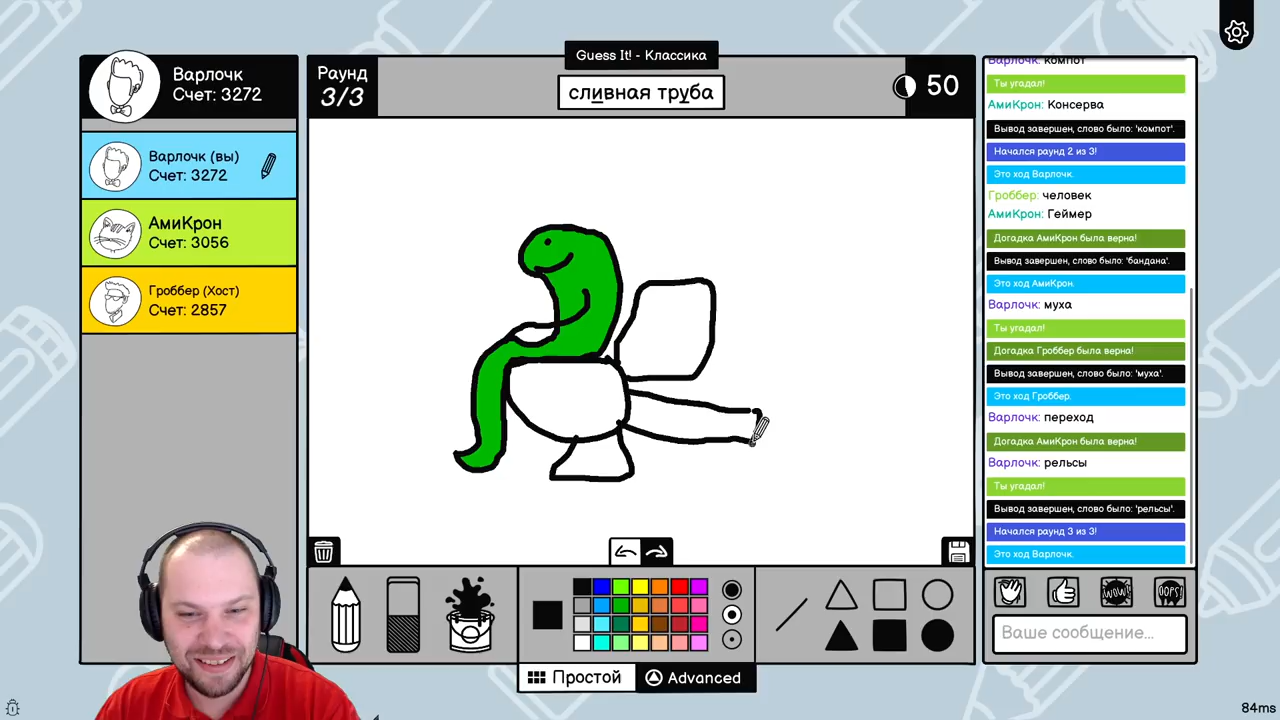 Guess It! - Классика
Варлочк
Счет: 3272
Раунд
3/3
сливная труба
50
Варлочк (вы)
Счет: 3272
АмиКрон
Счет: 3056
Гроббер (Хост)
Счет: 2857
Варлочк: компот
Ты угадал!
АмиКрон: Консерва
Вывод завершен, слово было: 'компот'.
Начался раунд 2 из 3!
Это ход Варлочк.
Гроббер: человек
АмиКрон: Геймер
Догадка АмиКрон была верна!
Вывод завершен, слово было: 'бандана'.
Это ход АмиКрон.
Варлочк: муха
Ты угадал!
Догадка Гроббер была верна!
Вывод завершен, слово было: 'муха'.
Это ход Гроббер.
Варлочк: переход
Догадка АмиКрон была верна!
Варлочк: рельсы
Ты угадал!
Вывод завершен, слово было: 'рельсы'.
Начался раунд 3 из 3!
Это ход Варлочк.
WOW!
OOPS!
Ваше сообщение...
Простой
Advanced
84ms